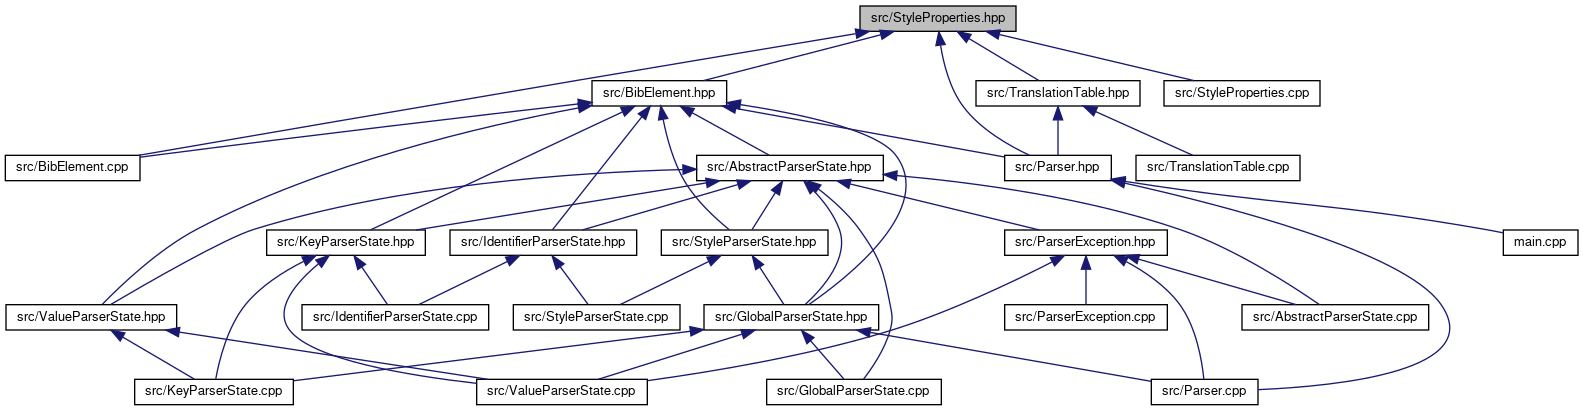 src/StyleProperties.hpp
src/BibElement.hpp
src/TranslationTable.hpp
src/StyleProperties.cpp
src/BibElement.cpp
src/AbstractParserState.hpp
src/Parser.hpp
src/TranslationTable.cpp
src/KeyParserState.hpp
src/IdentifierParserState.hpp
src/StyleParserState.hpp
src/ParserException.hpp
main.cpp
src/ValueParserState.hpp
src/IdentifierParserState.cpp
src/StyleParserState.cpp
src/GlobalParserState.hpp
src/ParserException.cpp
src/AbstractParserState.cpp
src/KeyParserState.cpp
src/ValueParserState.cpp
src/GlobalParserState.cpp
src/Parser.cpp